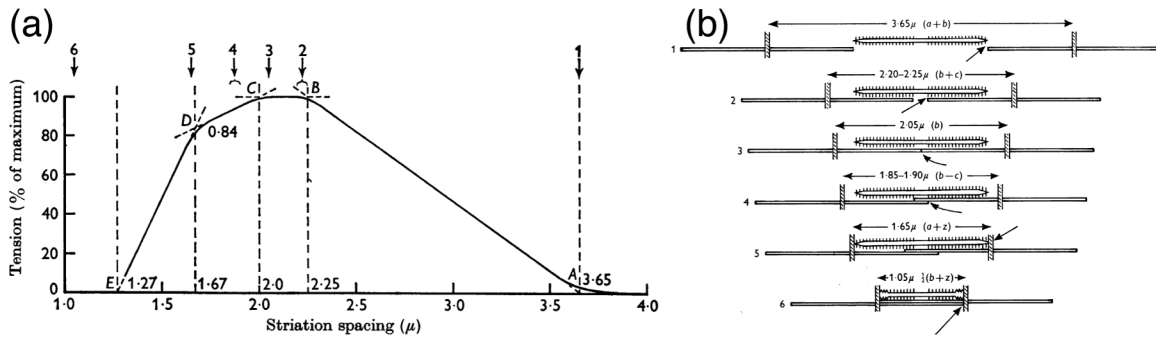 (a)
6 5 4 3 2 1
C B
D
0·84
100
80
60
40
20
0
Tension (% of maximum)
E 1·27 1·67 2·0 2·25 A 3·65
1·0 1·5 2·0 2·5 3·0 3·5 4·0
Striation spacing (μ)
(b)
3·65μ (a+b)
1
2·20–2·25μ (b+c)
2
2·05μ (b)
3
1·85–1·90μ (b–c)
4
1·65μ (a+z)
5
1·05μ ½(b+z)
6